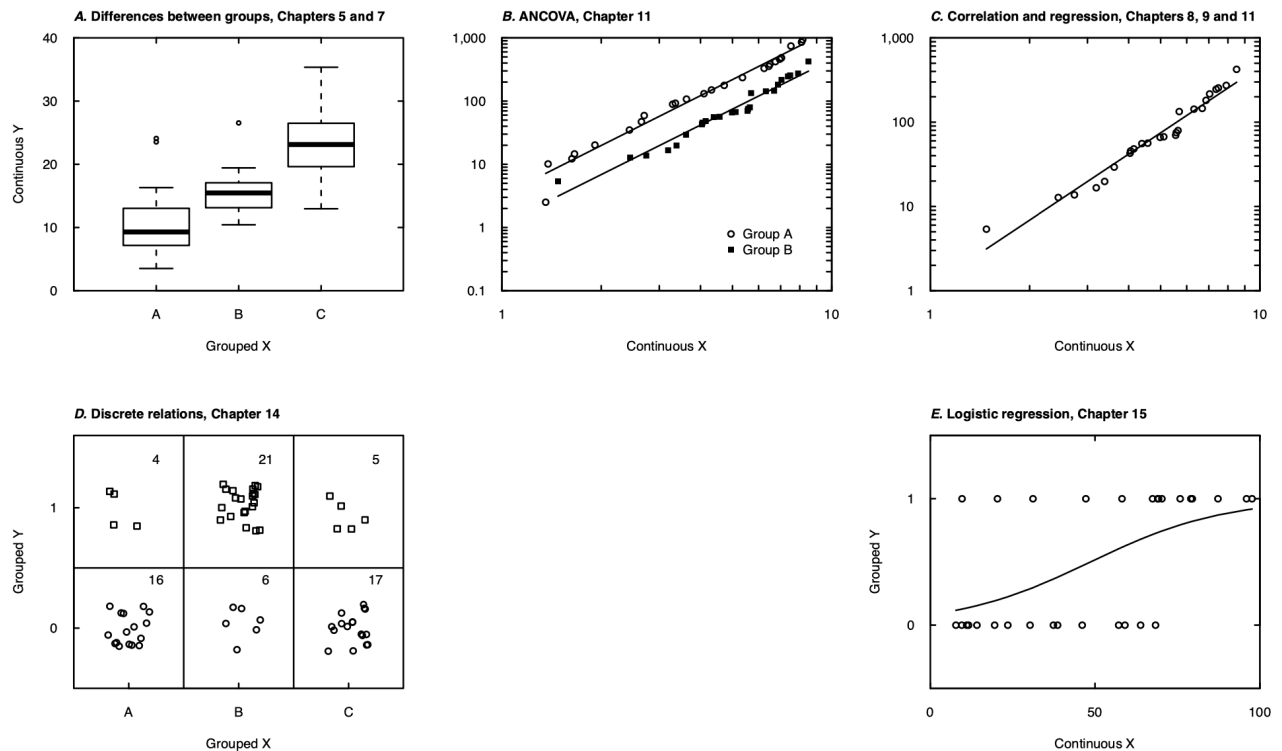 A. Differences between groups, Chapters 5 and 7
40
30
20
10
0
Continuous Y
A B C
Grouped X
B. ANCOVA, Chapter 11
1,000
100
10
1
0.1
Group A
Group B
1 10
Continuous X
C. Correlation and regression, Chapters 8, 9 and 11
1,000
100
10
1
1 10
Continuous X
D. Discrete relations, Chapter 14
4 21 5
1
16 6 17
0
Grouped Y
A B C
Grouped X
E. Logistic regression, Chapter 15
1
0
Grouped Y
0 50 100
Continuous X